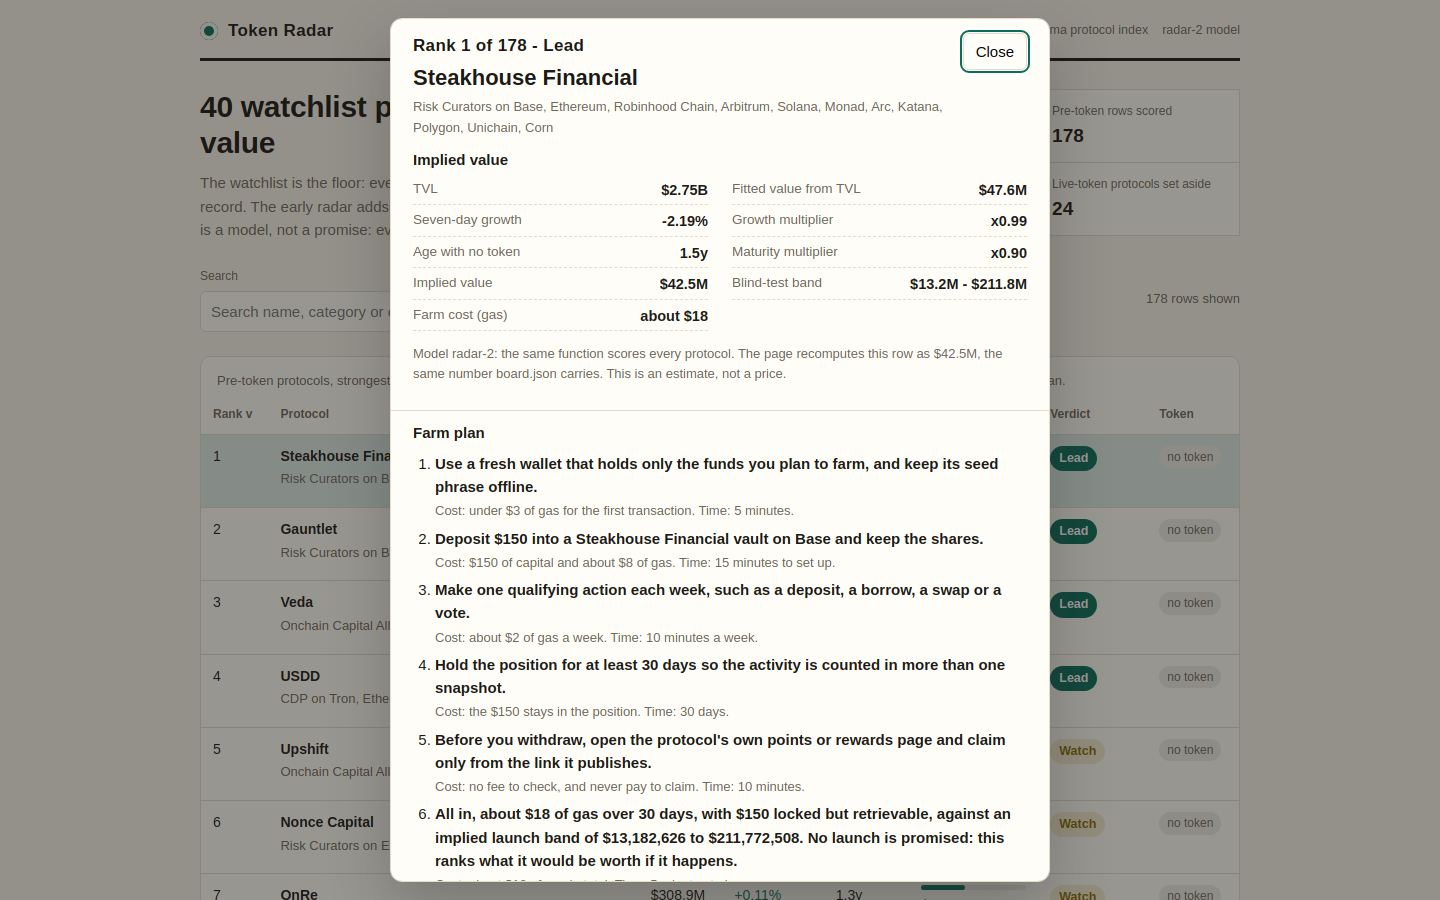 Token Radar
ma protocol index radar-2 model
40 watchlist p
value
The watchlist is the floor: eve
record. The early radar adds
is a model, not a promise: ev
Pre-token rows scored
178
Live-token protocols set aside
24
Search
Search name, category or
178 rows shown
Pre-token protocols, strongest
an.
Rank v Protocol Verdict Token
1 Steakhouse Fina Lead no token
Risk Curators on B
2 Gauntlet Lead no token
Risk Curators on B
3 Veda Lead no token
Onchain Capital All
4 USDD Lead no token
CDP on Tron, Ethe
5 Upshift Watch no token
Onchain Capital All
6 Nonce Capital Watch no token
Risk Curators on E
7 OnRe $308.9M +0.11% 1.3y Watch no token
Rank 1 of 178 - Lead
Close
Steakhouse Financial
Risk Curators on Base, Ethereum, Robinhood Chain, Arbitrum, Solana, Monad, Arc, Katana,
Polygon, Unichain, Corn
Implied value
TVL $2.75B Fitted value from TVL $47.6M
Seven-day growth -2.19% Growth multiplier x0.99
Age with no token 1.5y Maturity multiplier x0.90
Implied value $42.5M Blind-test band $13.2M - $211.8M
Farm cost (gas) about $18
Model radar-2: the same function scores every protocol. The page recomputes this row as $42.5M, the
same number board.json carries. This is an estimate, not a price.
Farm plan
1. Use a fresh wallet that holds only the funds you plan to farm, and keep its seed
phrase offline.
Cost: under $3 of gas for the first transaction. Time: 5 minutes.
2. Deposit $150 into a Steakhouse Financial vault on Base and keep the shares.
Cost: $150 of capital and about $8 of gas. Time: 15 minutes to set up.
3. Make one qualifying action each week, such as a deposit, a borrow, a swap or a
vote.
Cost: about $2 of gas a week. Time: 10 minutes a week.
4. Hold the position for at least 30 days so the activity is counted in more than one
snapshot.
Cost: the $150 stays in the position. Time: 30 days.
5. Before you withdraw, open the protocol's own points or rewards page and claim
only from the link it publishes.
Cost: no fee to check, and never pay to claim. Time: 10 minutes.
6. All in, about $18 of gas over 30 days, with $150 locked but retrievable, against an
implied launch band of $13,182,626 to $211,772,508. No launch is promised: this
ranks what it would be worth if it happens.